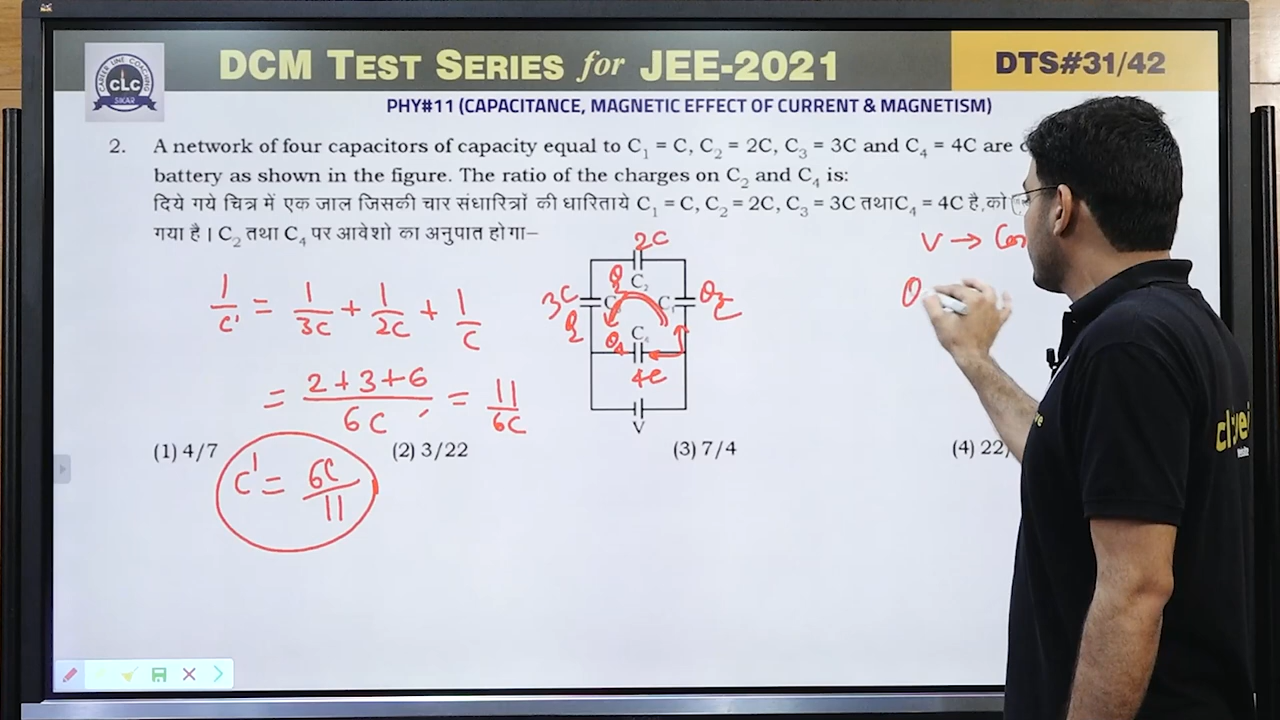 DCM TEST SERIES for JEE-2021
DTS#31/42
CAREER LINE COACHING
CLC
SIKAR
PHY#11 (CAPACITANCE, MAGNETIC EFFECT OF CURRENT & MAGNETISM)
2. A network of four capacitors of capacity equal to C₁ = C, C₂ = 2C, C₃ = 3C and C₄ = 4C are
battery as shown in the figure. The ratio of the charges on C₂ and C₄ is:
दिये गये चित्र में एक जाल जिसकी चार संधारित्रों की धारिताये C₁ = C, C₂ = 2C, C₃ = 3C तथा C₄ = 4C है, को
गया है। C₂ तथा C₄ पर आवेशो का अनुपात होगा–
V → Con
2C
C₂
3C
C
C₁
Q
Q
Q₂
C₄
Q₄
4C
V
1/C' = 1/3C + 1/2C + 1/C
= 2+3+6/6C = 11/6C
(1) 4/7 (2) 3/22 (3) 7/4 (4) 22/
C' = 6C/11